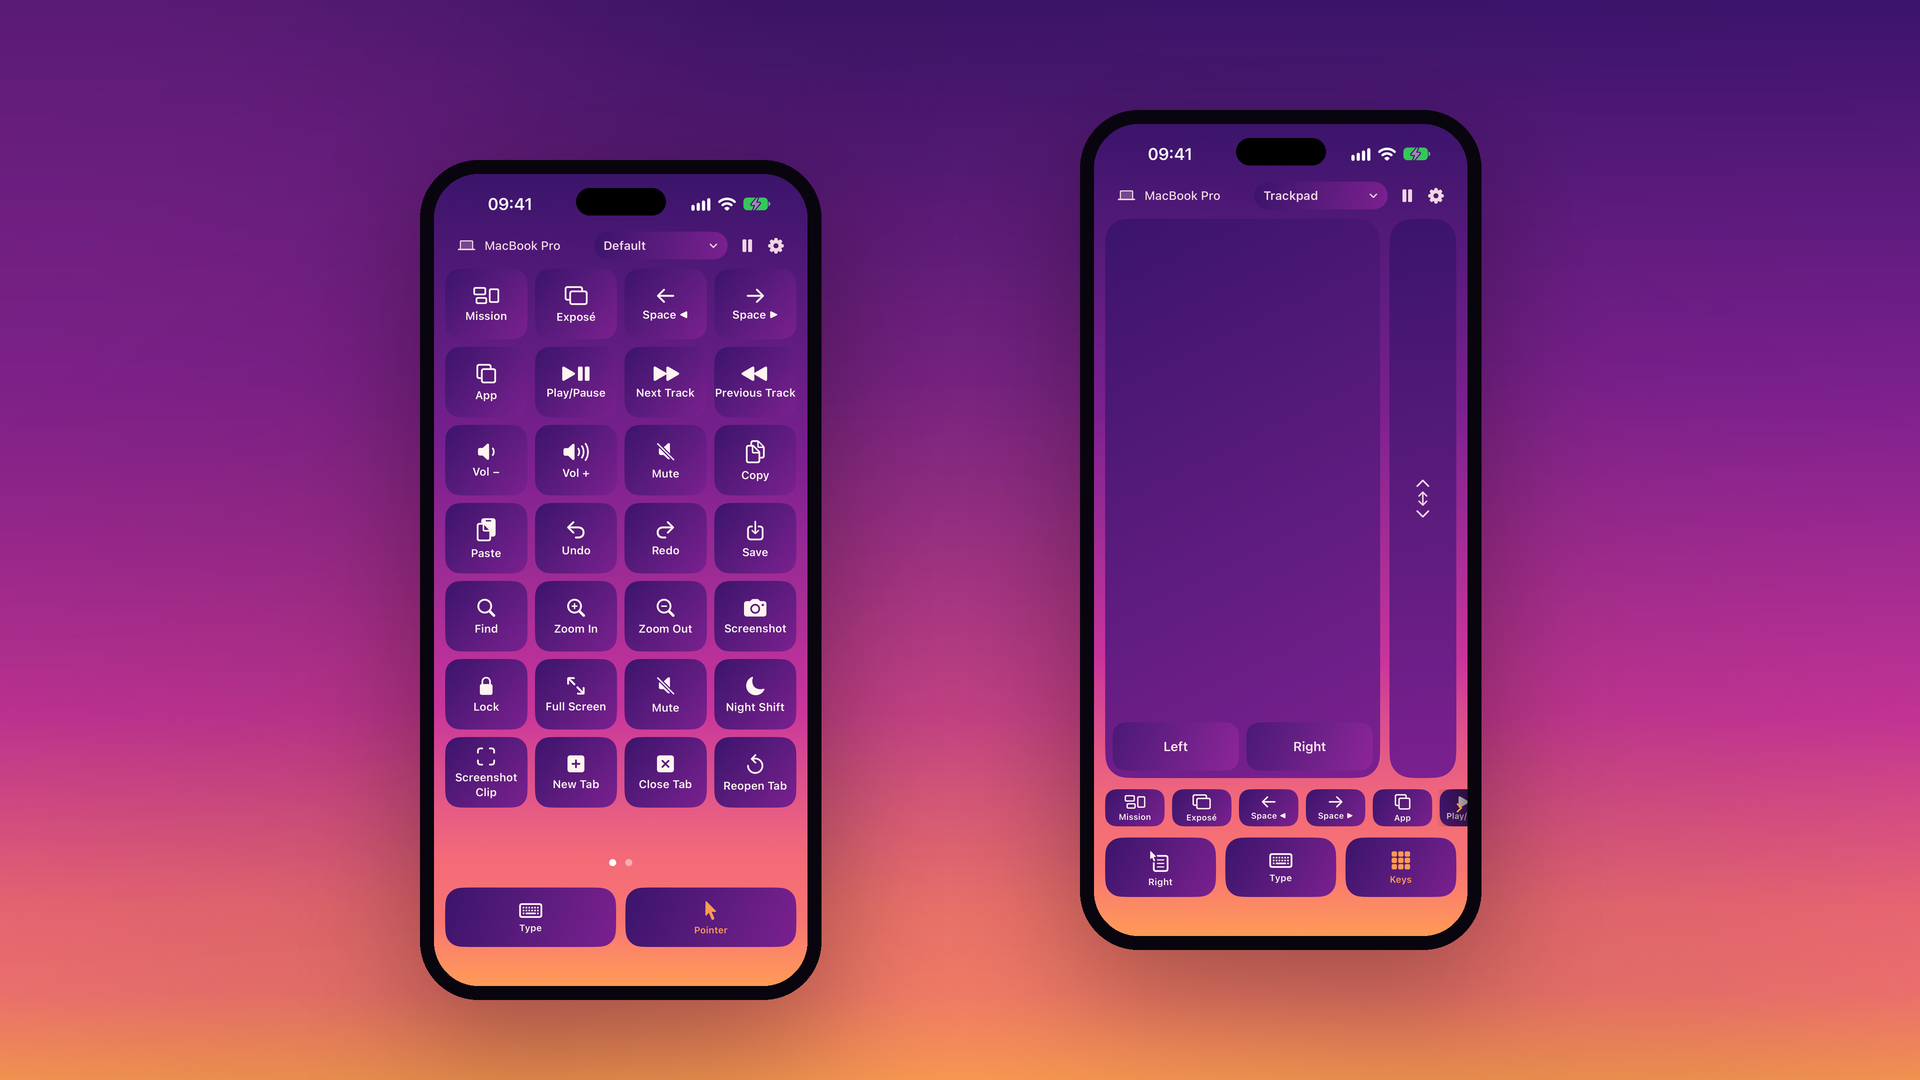 09:41
MacBook Pro
Default
Mission
Exposé
Space ◀
Space ▶
App
Play/Pause
Next Track
Previous Track
Vol –
Vol +
Mute
Copy
Paste
Undo
Redo
Save
Find
Zoom In
Zoom Out
Screenshot
Lock
Full Screen
Mute
Night Shift
Screenshot
Clip
New Tab
Close Tab
Reopen Tab
Type
Pointer
09:41
MacBook Pro
Trackpad
Left
Right
Mission
Exposé
Space ◀
Space ▶
App
Play/
Right
Type
Keys